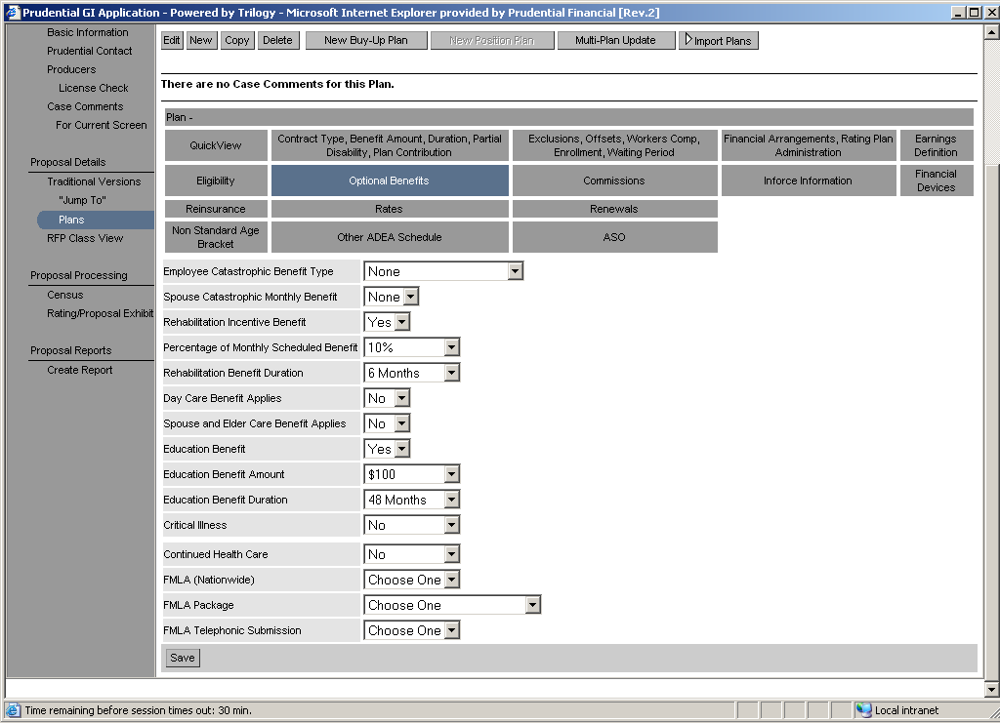 Prudential GI Application - Powered by Trilogy - Microsoft Internet Explorer provided by Prudential Financial [Rev.2]
Basic Information
Prudential Contact
Producers
License Check
Case Comments
For Current Screen
Proposal Details
Traditional Versions
"Jump To"
Plans
RFP Class View
Proposal Processing
Census
Rating/Proposal Exhibit
Proposal Reports
Create Report
Edit New Copy Delete New Buy-Up Plan New Position Plan Multi-Plan Update Import Plans
There are no Case Comments for this Plan.
Plan -
QuickView
Contract Type, Benefit Amount, Duration, Partial
Disability, Plan Contribution
Exclusions, Offsets, Workers Comp,
Enrollment, Waiting Period
Financial Arrangements, Rating Plan
Administration
Earnings
Definition
Eligibility
Optional Benefits
Commissions
Inforce Information
Financial
Devices
Reinsurance
Rates
Renewals
Non Standard Age
Bracket
Other ADEA Schedule
ASO
Employee Catastrophic Benefit Type None
Spouse Catastrophic Monthly Benefit None
Rehabilitation Incentive Benefit Yes
Percentage of Monthly Scheduled Benefit 10%
Rehabilitation Benefit Duration 6 Months
Day Care Benefit Applies No
Spouse and Elder Care Benefit Applies No
Education Benefit Yes
Education Benefit Amount $100
Education Benefit Duration 48 Months
Critical Illness No
Continued Health Care No
FMLA (Nationwide) Choose One
FMLA Package Choose One
FMLA Telephonic Submission Choose One
Save
Time remaining before session times out: 30 min.
Local intranet